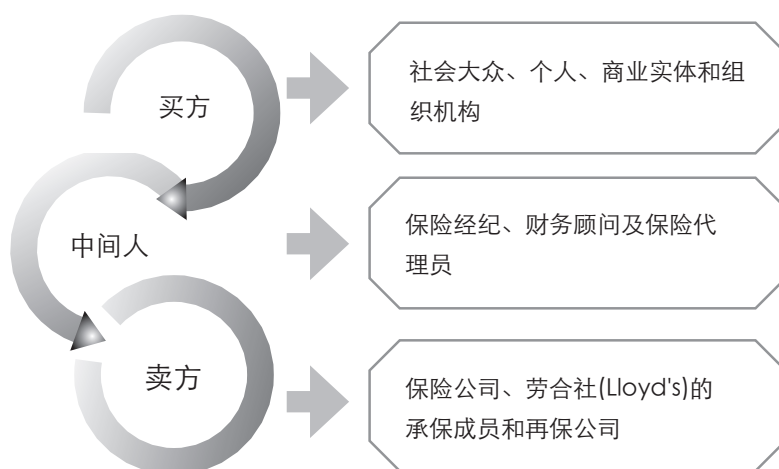 买方
社会大众、个人、商业实体和组
织机构
中间人
保险经纪、财务顾问及保险代
理员
卖方
保险公司、劳合社(Lloyd's)的
承保成员和再保公司